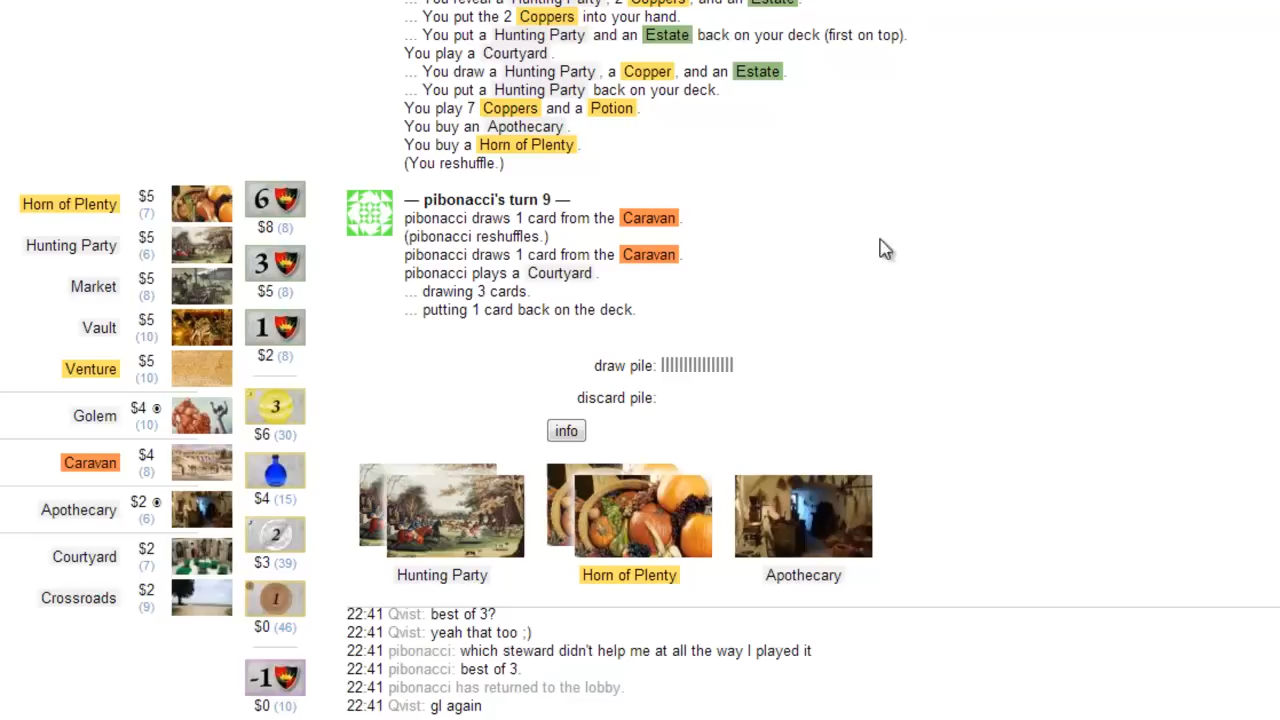 ... You reveal a Hunting Party, 2 Coppers, and an Estate.
... You put the 2 Coppers into your hand.
... You put a Hunting Party and an Estate back on your deck (first on top).
You play a Courtyard.
... You draw a Hunting Party, a Copper, and an Estate.
... You put a Hunting Party back on your deck.
You play 7 Coppers and a Potion.
You buy an Apothecary.
You buy a Horn of Plenty.
(You reshuffle.)
— pibonacci's turn 9 —
pibonacci draws 1 card from the Caravan.
(pibonacci reshuffles.)
pibonacci draws 1 card from the Caravan.
pibonacci plays a Courtyard.
... drawing 3 cards.
... putting 1 card back on the deck.
draw pile: ||||||||||||||||
discard pile:
info
Hunting Party
Horn of Plenty
Apothecary
Horn of Plenty $5 (7)
Hunting Party $5 (6)
Market $5 (8)
Vault $5 (10)
Venture $5 (10)
Golem $4 (10)
Caravan $4 (8)
Apothecary $2 (6)
Courtyard $2 (7)
Crossroads $2 (9)
6
$8 (8)
3
$5 (8)
1
$2 (8)
3
$6 (30)
$4 (15)
2
$3 (39)
1
$0 (46)
-1
$0 (10)
22:41 Qvist: best of 3?
22:41 Qvist: yeah that too ;)
22:41 pibonacci: which steward didn't help me at all the way I played it
22:41 pibonacci: best of 3.
22:41 pibonacci has returned to the lobby.
22:41 Qvist: gl again